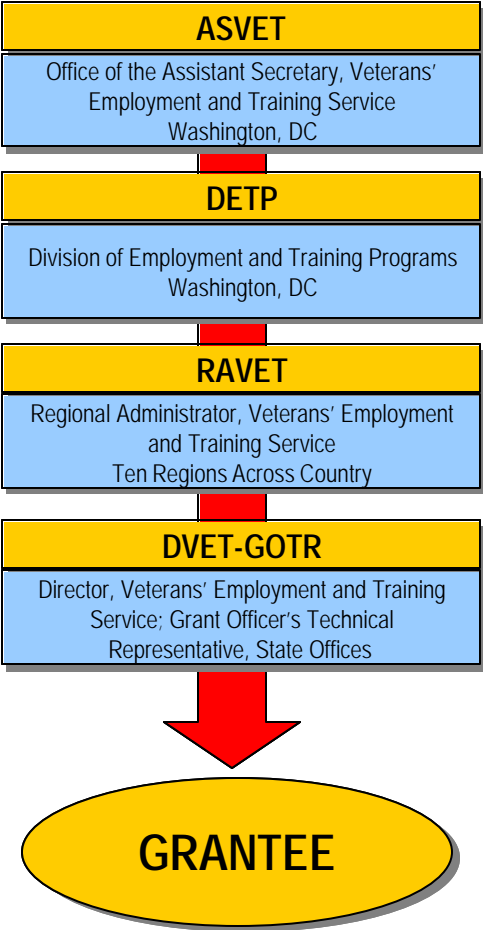 ASVET
Office of the Assistant Secretary, Veterans’
Employment and Training Service
Washington, DC
DETP
Division of Employment and Training Programs
Washington, DC
RAVET
Regional Administrator, Veterans’ Employment
and Training Service
Ten Regions Across Country
DVET-GOTR
Director, Veterans’ Employment and Training
Service; Grant Officer’s Technical
Representative, State Offices
GRANTEE